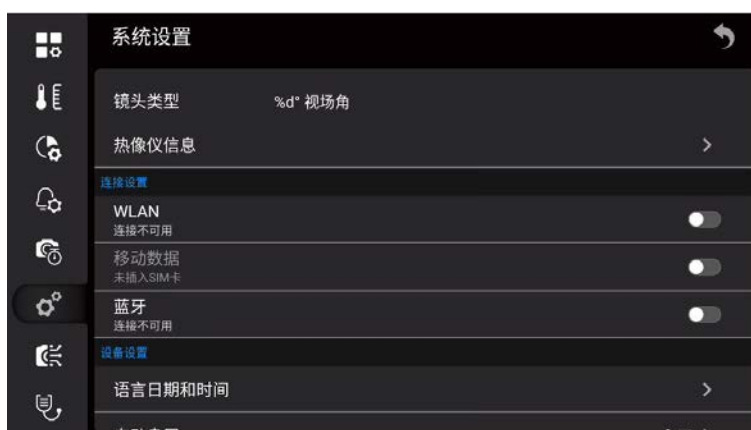 系统设置
镜头类型 %d° 视场角
热像仪信息
连接设置
WLAN
连接不可用
移动数据
未插入SIM卡
蓝牙
连接不可用
设备设置
语言日期和时间